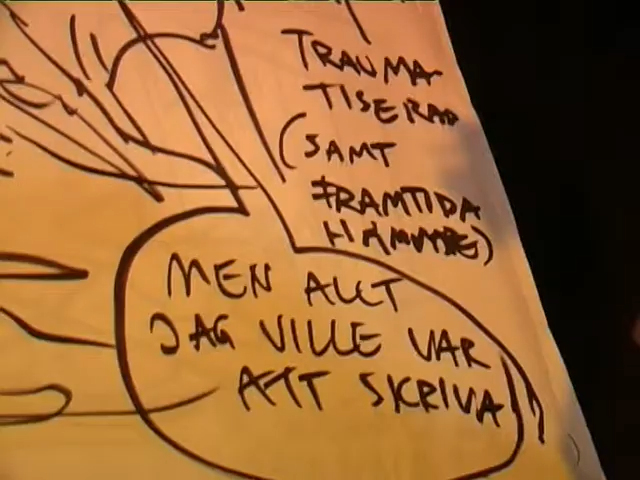 TRAUMA-
TISERAD
(SAMT
FRAMTIDA
MEN ALLT
JAG VILLE VAR
ATT SKRIVA